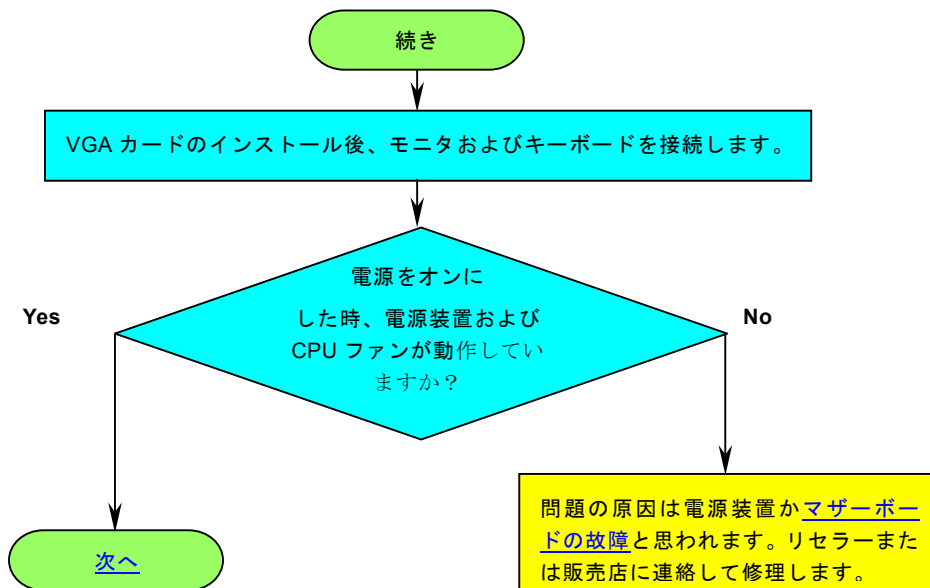 続き
VGA カードのインストール後、モニタおよびキーボードを接続します。
電源をオンに
した時、電源装置および
CPU ファンが動作してい
ますか？
Yes
No
問題の原因は電源装置かマザーボー
ドの故障と思われます。リセラーまた
は販売店に連絡して修理します。
次へ